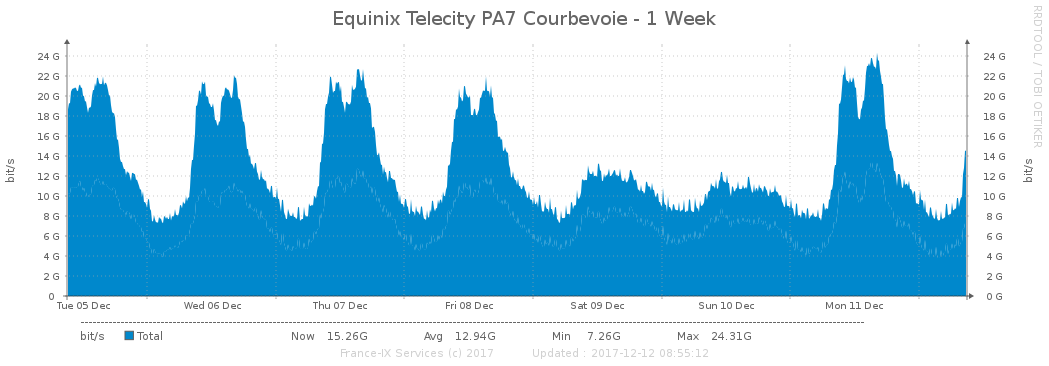 Equinix Telecity PA7 Courbevoie - 1 Week
RRDTOOL / TOBI OETIKER
bit/s
24 G
22 G
20 G
18 G
16 G
14 G
12 G
10 G
8 G
6 G
4 G
2 G
0
24 G
22 G
20 G
18 G
16 G
14 G
12 G
10 G
8 G
6 G
4 G
2 G
0 G
bit/s
Tue 05 Dec Wed 06 Dec Thu 07 Dec Fri 08 Dec Sat 09 Dec Sun 10 Dec Mon 11 Dec
bit/s Total Now 15.26G Avg 12.94G Min 7.26G Max 24.31G
France-IX Services (c) 2017 Updated : 2017-12-12 08:55:12